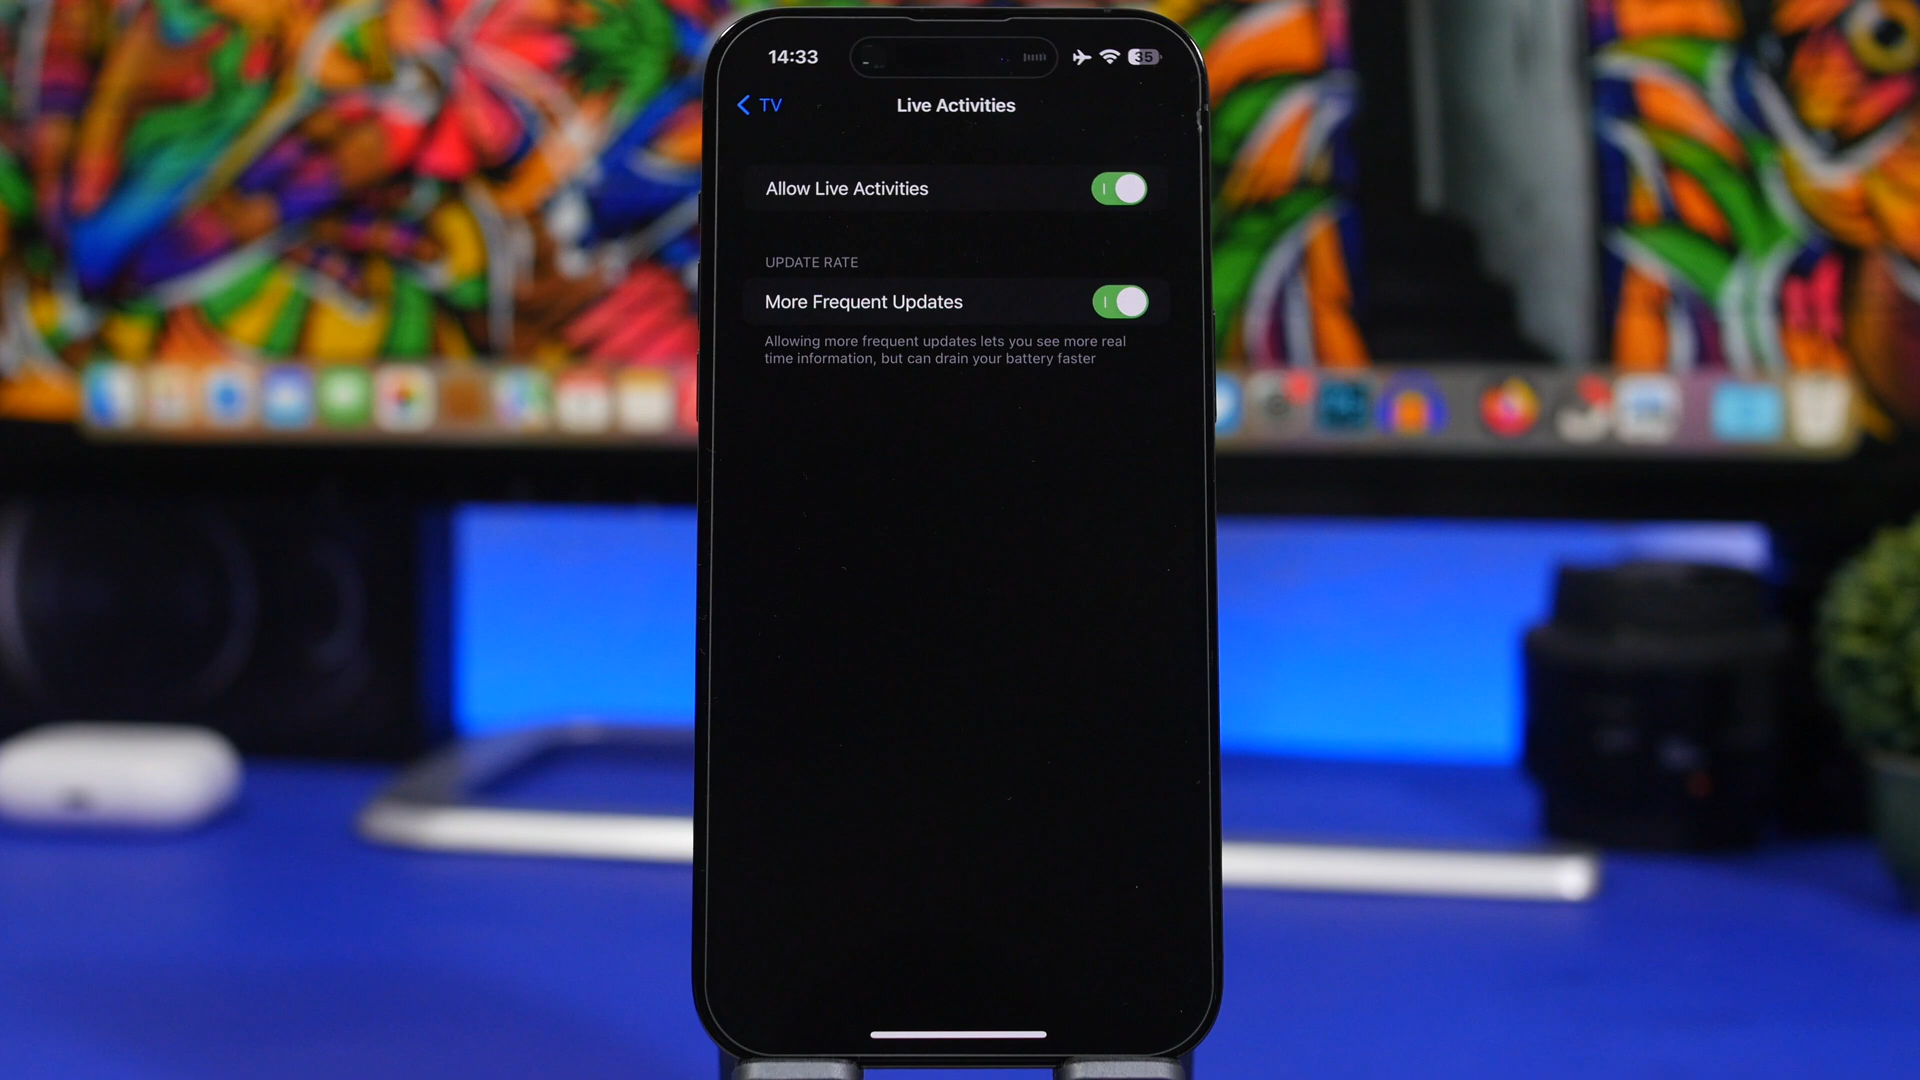 14:33
35
TV
Live Activities
Allow Live Activities
UPDATE RATE
More Frequent Updates
Allowing more frequent updates lets you see more real
time information, but can drain your battery faster